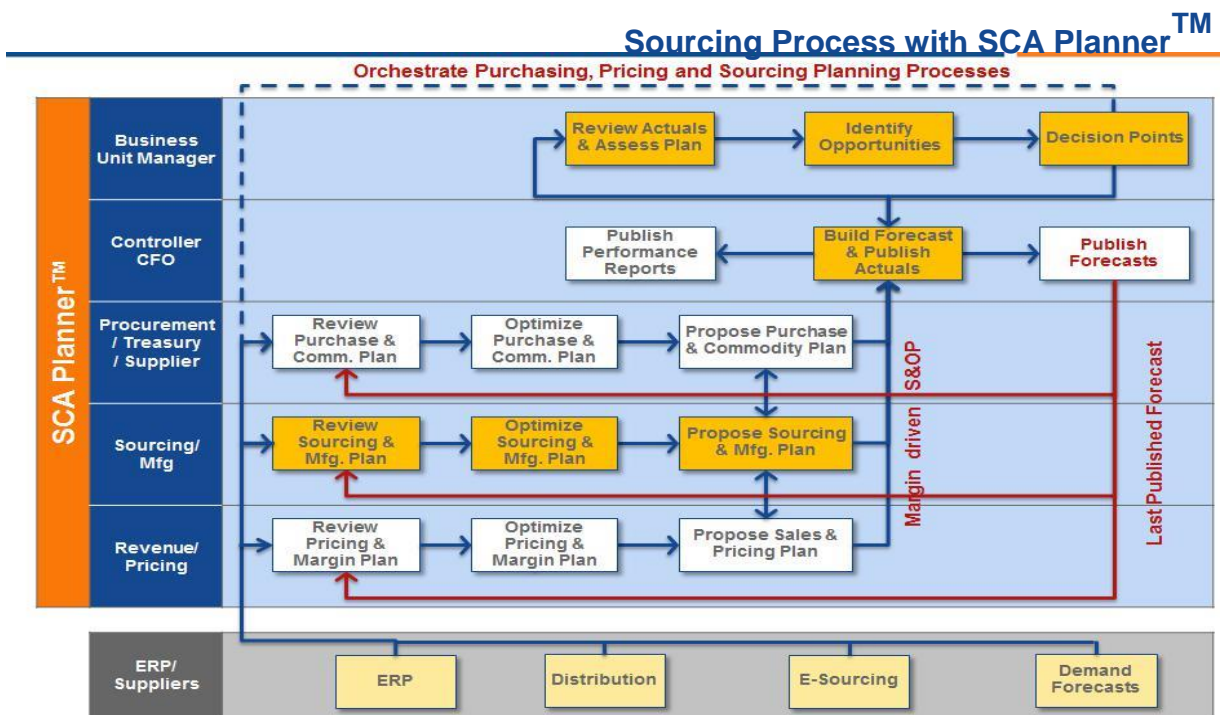 Sourcing Process with SCA Planner™
Orchestrate Purchasing, Pricing and Sourcing Planning Processes
SCA Planner™
Business
Unit Manager
Review Actuals
& Assess Plan
Identify
Opportunities
Decision Points
Controller
CFO
Publish
Performance
Reports
Build Forecast
& Publish
Actuals
Publish
Forecasts
Procurement
/ Treasury
/ Supplier
Review
Purchase &
Comm. Plan
Optimize
Purchase &
Comm. Plan
Propose Purchase
& Commodity Plan
Sourcing/
Mfg
Review
Sourcing &
Mfg. Plan
Optimize
Sourcing &
Mfg. Plan
Propose Sourcing
& Mfg. Plan
Revenue/
Pricing
Review
Pricing &
Margin Plan
Optimize
Pricing &
Margin Plan
Propose Sales &
Pricing Plan
Margin driven S&OP
Last Published Forecast
ERP/
Suppliers
ERP
Distribution
E-Sourcing
Demand
Forecasts